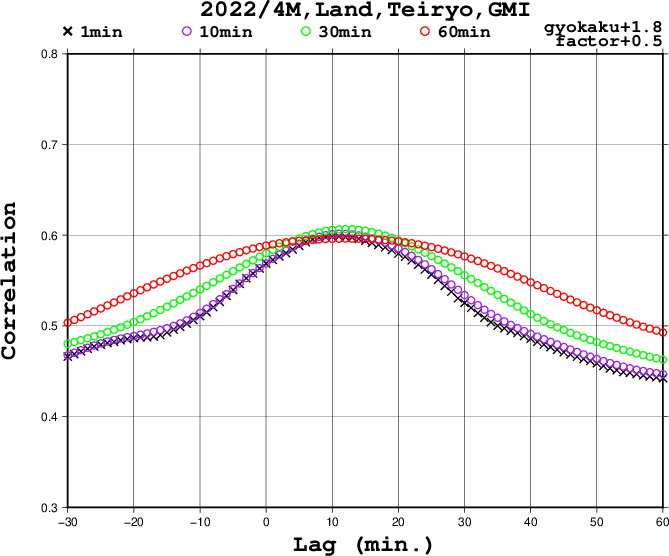 2022/4M,Land,Teiryo,GMI
1min 10min 30min 60min
gyokaku+1.8
factor+0.5
Correlation
0.8
0.7
0.6
0.5
0.4
0.3
-30 -20 -10 0 10 20 30 40 50 60
Lag (min.)